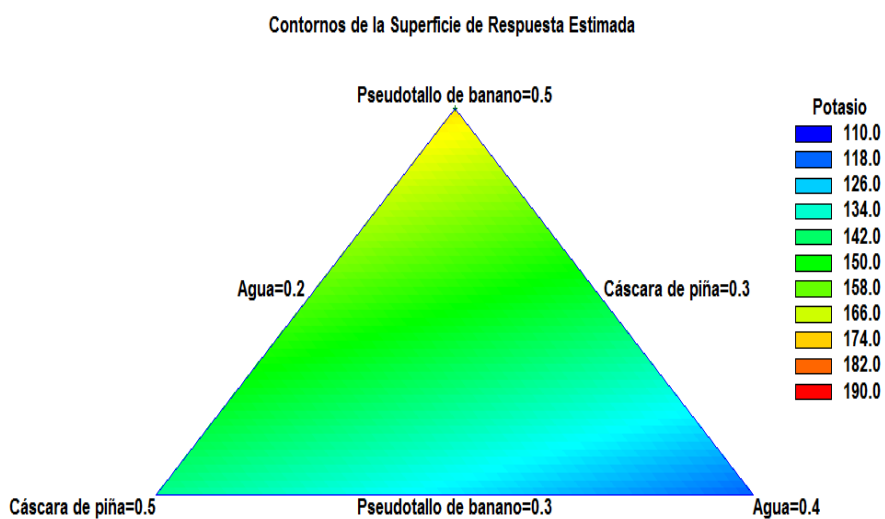 Contornos de la Superficie de Respuesta Estimada
Pseudotallo de banano=0.5
Agua=0.2
Cáscara de piña=0.3
Cáscara de piña=0.5
Pseudotallo de banano=0.3
Agua=0.4
Potasio
110.0
118.0
126.0
134.0
142.0
150.0
158.0
166.0
174.0
182.0
190.0